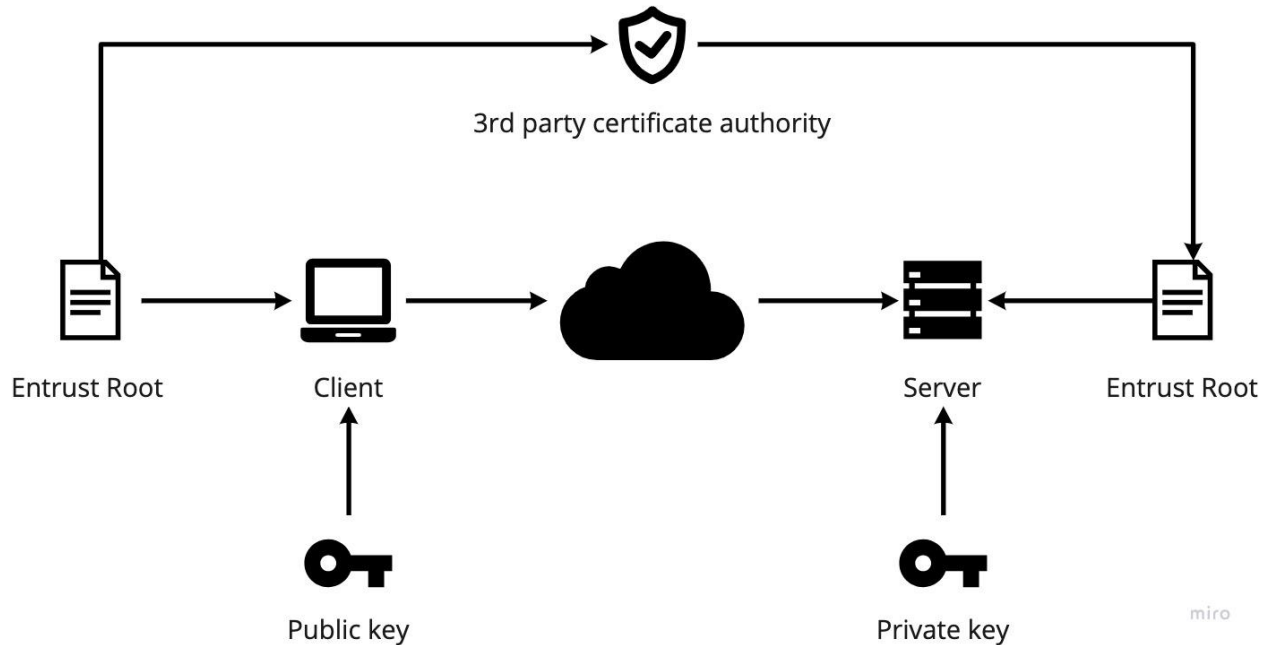 3rd party certificate authority
Entrust Root
Client
Server
Entrust Root
Public key
Private key
miro